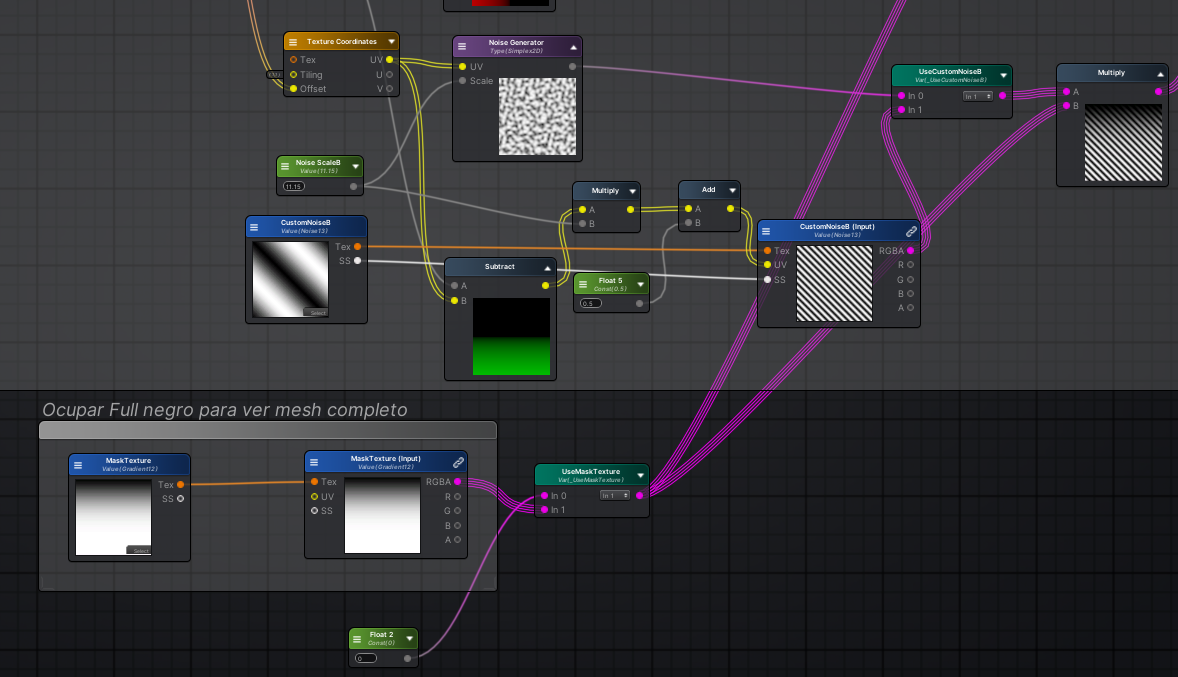 Texture Coordinates
Tex
UV
Tiling
U
Offset
V
Noise Generator
Type(Simplex2D)
UV
Scale
UseCustomNoiseB
Var(_UseCustomNoiseB)
In 0
In 1
In 1
Multiply
A
B
Noise ScaleB
Value(11.15)
11.15
Multiply
A
B
Add
A
B
CustomNoiseB
Value(Noise13)
Tex
SS
Select
Subtract
A
B
Float 5
Const(0.5)
0.5
CustomNoiseB (Input)
Value(Noise13)
Tex
RGBA
UV
R
SS
G
B
A
Ocupar Full negro para ver mesh completo
MaskTexture
Value(Gradient12)
Tex
SS
Select
MaskTexture (Input)
Value(Gradient12)
Tex
RGBA
UV
R
SS
G
B
A
UseMaskTexture
Var(_UseMaskTexture)
In 0
In 1
In 1
Float 2
Const(0)
0